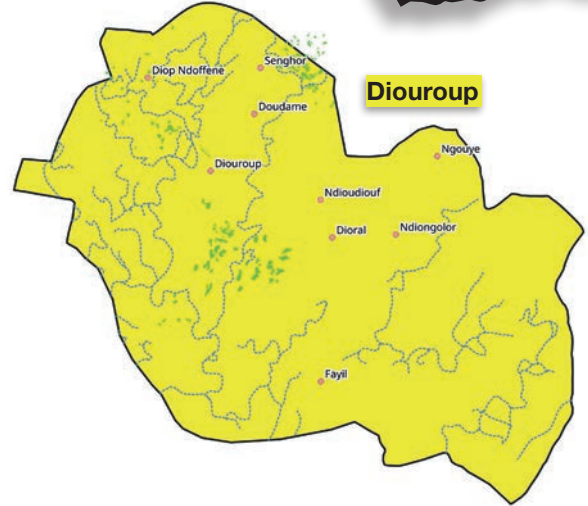 Diouroup
Senghor
Diop Ndoffene
Doudame
Ngouye
Diouroup
Ndioudiouf
Dioral
Ndiongolor
Fayil